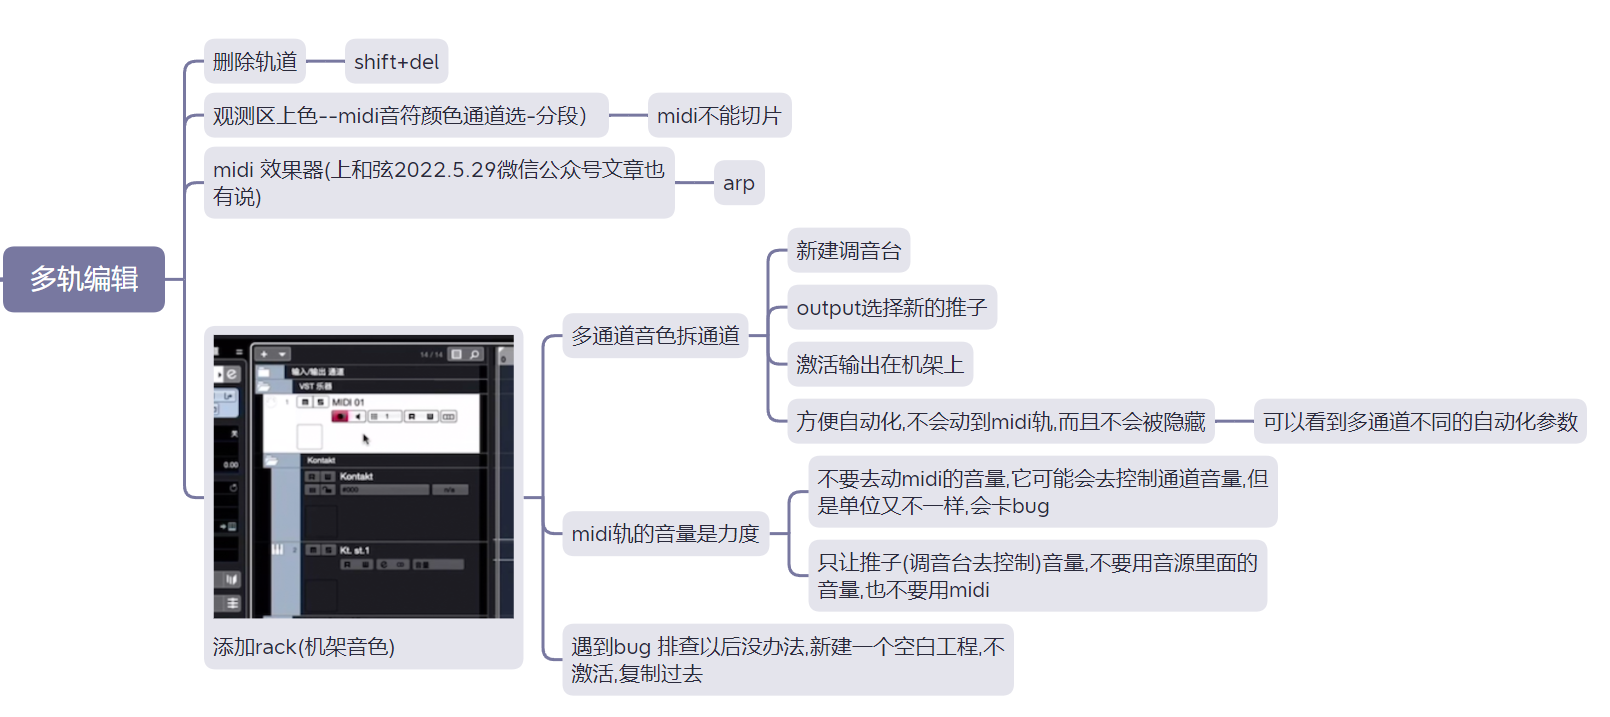 多轨编辑
删除轨道
shift+del
观测区上色--midi音符颜色通道选-分段）
midi不能切片
midi 效果器(上和弦2022.5.29微信公众号文章也
有说)
arp
14 / 14
输入/输出 通道
VST 乐器
1
MIDI 01
1
0.00
Kontakt
Kontakt
#000
n/a
2
Kt. st.1
添加rack(机架音色)
多通道音色拆通道
新建调音台
output选择新的推子
激活输出在机架上
方便自动化,不会动到midi轨,而且不会被隐藏
可以看到多通道不同的自动化参数
midi轨的音量是力度
不要去动midi的音量,它可能会去控制通道音量,但
是单位又不一样,会卡bug
只让推子(调音台去控制)音量,不要用音源里面的
音量,也不要用midi
遇到bug 排查以后没办法,新建一个空白工程,不
激活,复制过去